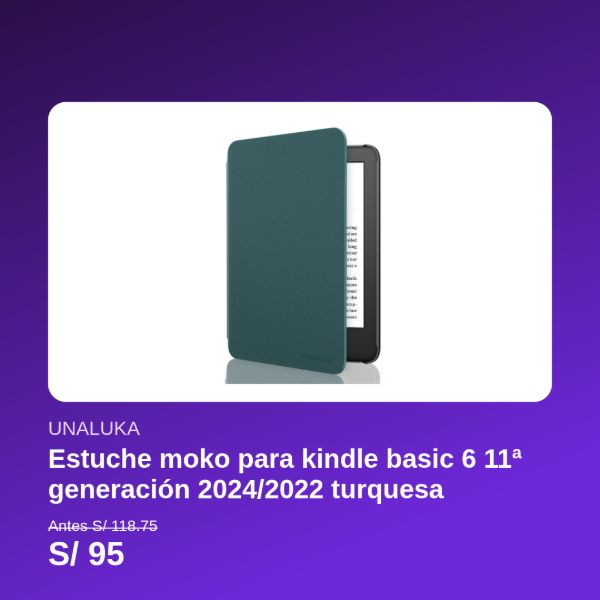 UNALUKA
Estuche moko para kindle basic 6 11ª
generación 2024/2022 turquesa
Antes S/ 118.75
S/ 95